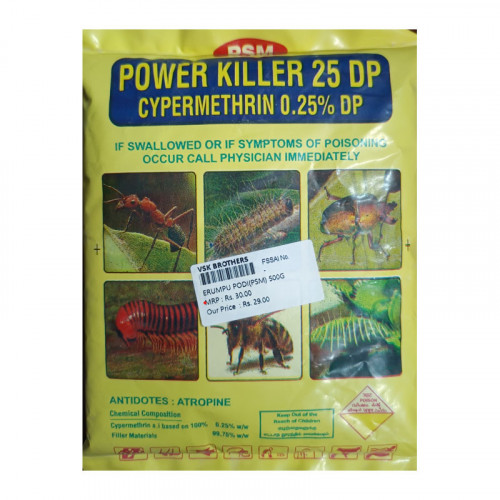 PSM
POWER KILLER 25 DP
CYPERMETHRIN 0.25% DP
IF SWALLOWED OR IF SYMPTOMS OF POISONING
OCCUR CALL PHYSICIAN IMMEDIATELY
VSK BROTHERS
FSSAI No.
-
ERUMPU PODI(PSM) 500G
MRP : Rs. 30.00
Our Price : Rs. 29.00
ANTIDOTES : ATROPINE
Chemical Composition
Cypermethrin a.i based on 100% 0.25% w/w
Filler Materials 99.75% w/w
Keep Out of the
Reach of Children